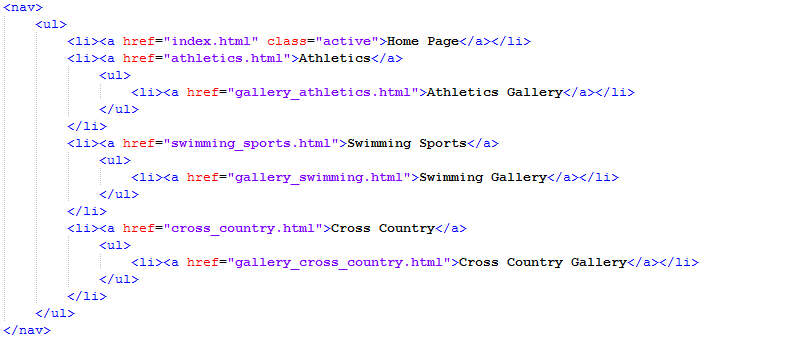 <nav>
<ul>
<li><a href="index.html" class="active">Home Page</a></li>
<li><a href="athletics.html">Athletics</a>
<ul>
<li><a href="gallery_athletics.html">Athletics Gallery</a></li>
</ul>
</li>
<li><a href="swimming_sports.html">Swimming Sports</a>
<ul>
<li><a href="gallery_swimming.html">Swimming Gallery</a></li>
</ul>
</li>
<li><a href="cross_country.html">Cross Country</a>
<ul>
<li><a href="gallery_cross_country.html">Cross Country Gallery</a></li>
</ul>
</li>
</ul>
</nav>